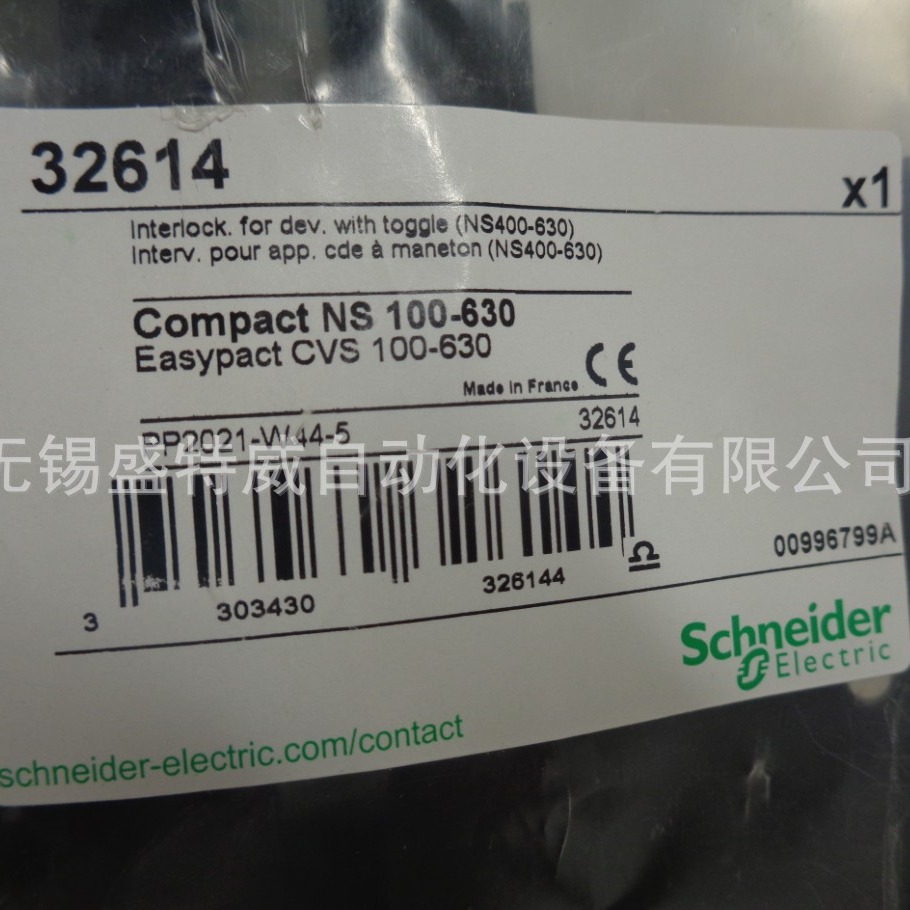 32614
x1
Interlock. for dev. with toggle (NS400-630)
Interv. pour app. cde à maneton (NS400-630)
Compact NS 100-630
Easypact CVS 100-630
CE
Made in France
PP2021-W44-5
32614
无锡盛特威自动化设备有限公司
00996799A
3 303430 326144
Schneider
Electric
schneider-electric.com/contact